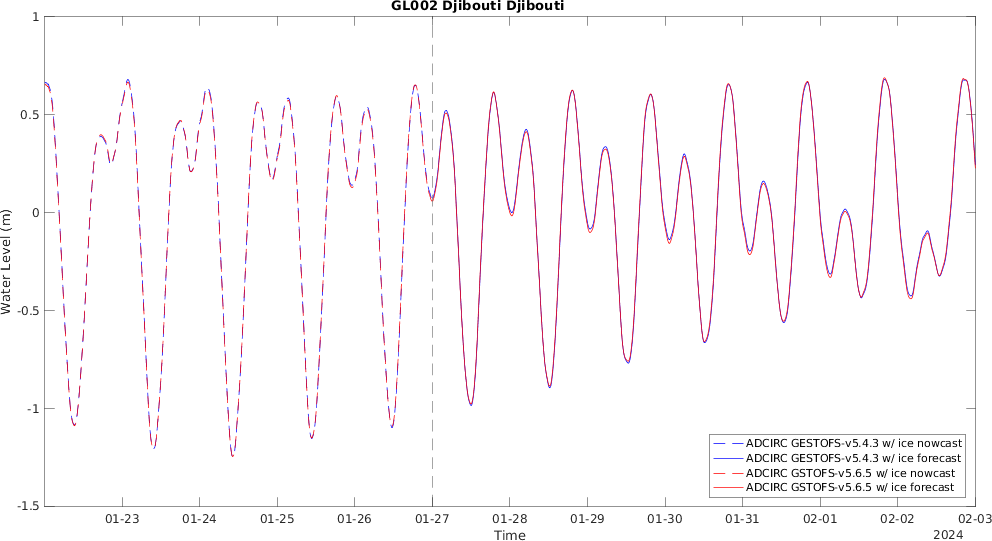 GL002 Djibouti Djibouti
1
0.5
0
-0.5
-1
-1.5
Water Level (m)
ADCIRC GESTOFS-v5.4.3 w/ ice nowcast
ADCIRC GESTOFS-v5.4.3 w/ ice forecast
ADCIRC GSTOFS-v5.6.5 w/ ice nowcast
ADCIRC GSTOFS-v5.6.5 w/ ice forecast
01-23 01-24 01-25 01-26 01-27 01-28 01-29 01-30 01-31 02-01 02-02 02-03
Time
2024